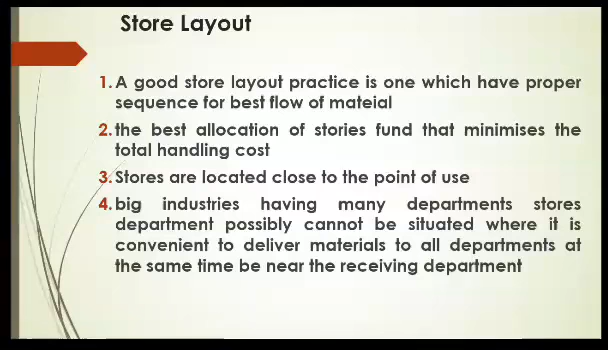 Store Layout
1. A good store layout practice is one which have proper
sequence for best flow of mateial
2. the best allocation of stories fund that minimises the
total handling cost
3. Stores are located close to the point of use
4. big industries having many departments stores
department possibly cannot be situated where it is
convenient to deliver materials to all departments at
the same time be near the receiving department